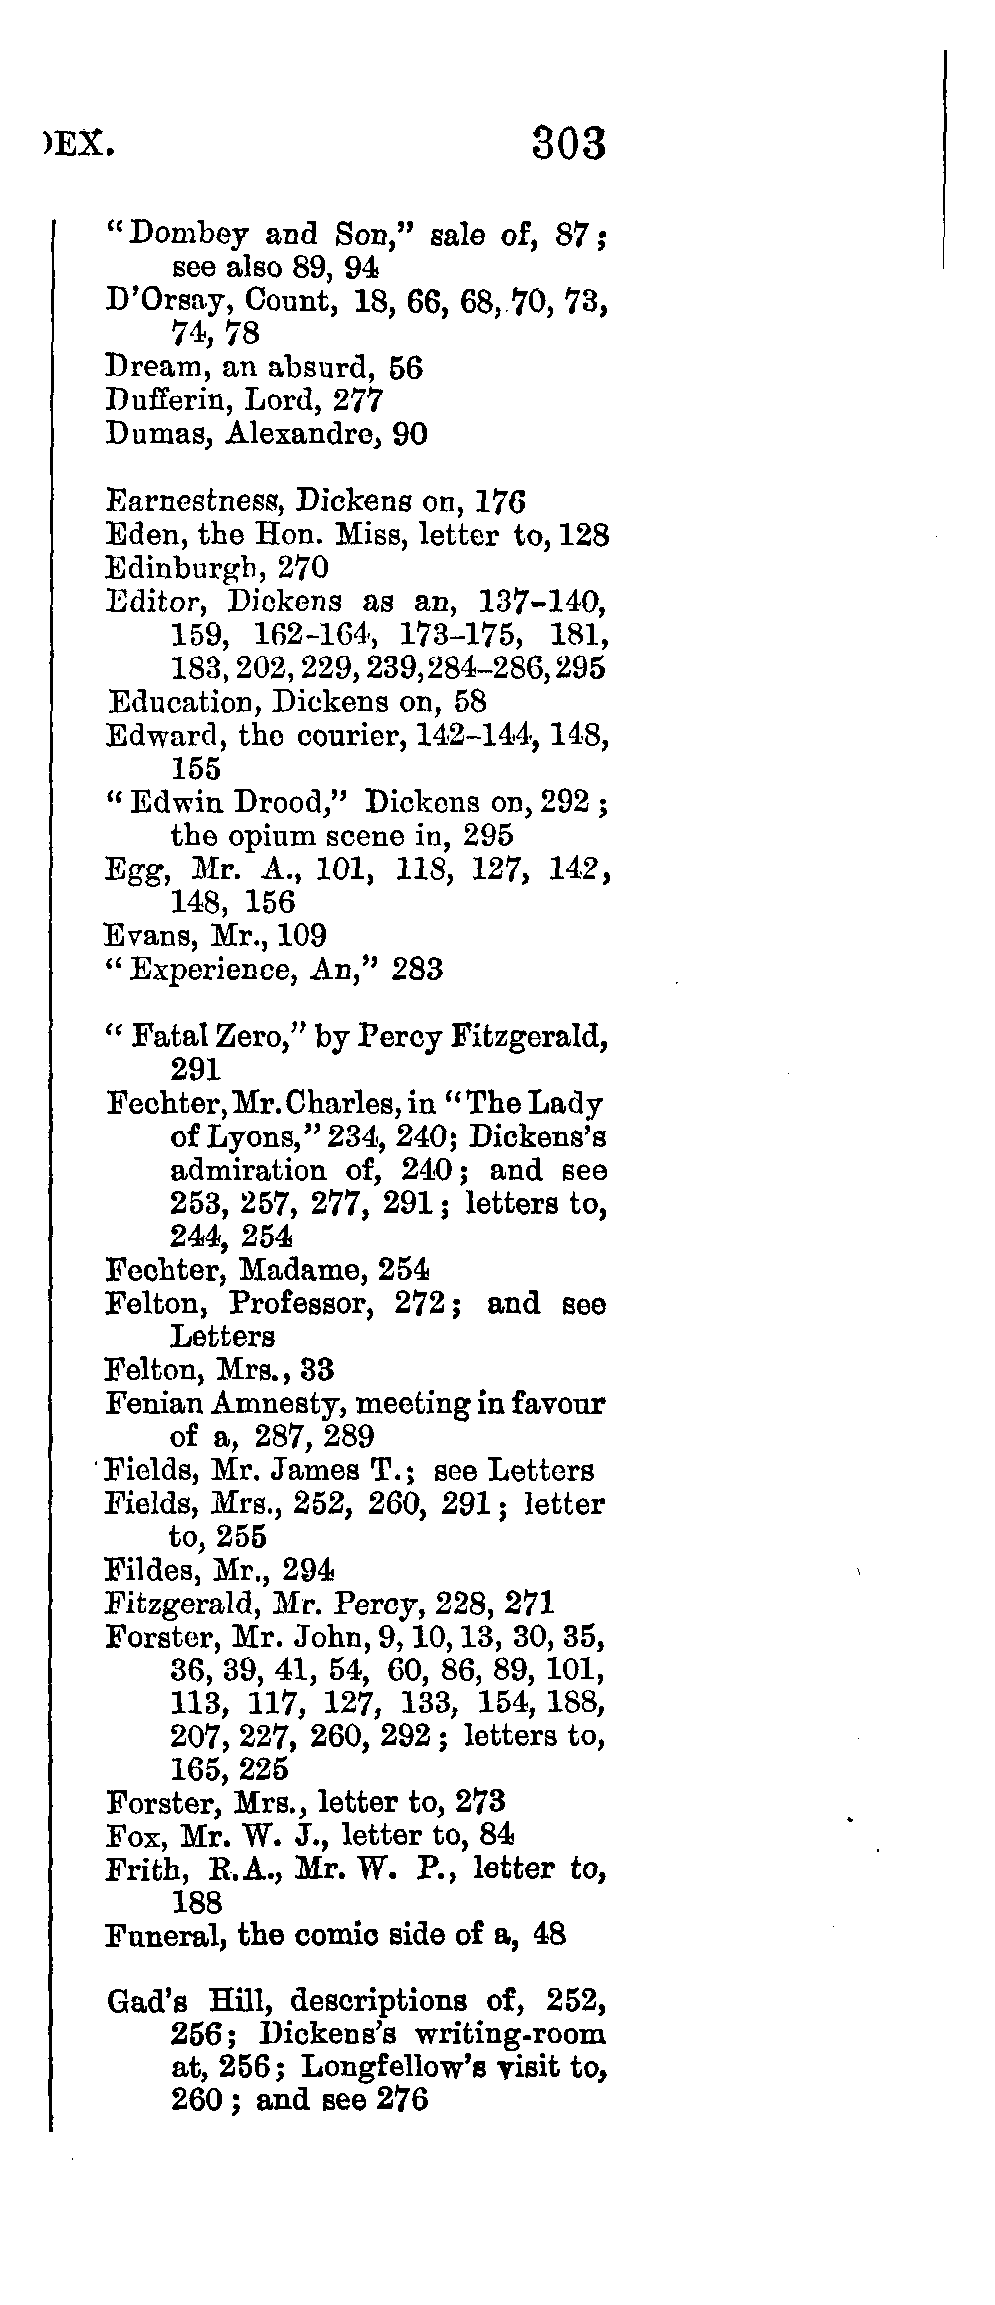 )EX. 303
"Dombey and Son," sale of, 87;
see also 89, 94
D'Orsay, Count, 18, 66, 68, 70, 73,
74, 78
Dream, an absurd, 56
Dufferin, Lord, 277
Dumas, Alexandre, 90
Earnestness, Dickens on, 176
Eden, the Hon. Miss, letter to, 128
Edinburgh, 270
Editor, Dickens as an, 137-140,
159, 162-164, 173-175, 181,
183, 202, 229, 239, 284-286, 295
Education, Dickens on, 58
Edward, the courier, 142-144, 148,
155
"Edwin Drood," Dickens on, 292;
the opium scene in, 295
Egg, Mr. A., 101, 118, 127, 142,
148, 156
Evans, Mr., 109
"Experience, An," 283
"Fatal Zero," by Percy Fitzgerald,
291
Fechter, Mr. Charles, in "The Lady
of Lyons," 234, 240; Dickens's
admiration of, 240; and see
253, 257, 277, 291; letters to,
244, 254
Fechter, Madame, 254
Felton, Professor, 272; and see
Letters
Felton, Mrs., 33
Fenian Amnesty, meeting in favour
of a, 287, 289
Fields, Mr. James T.; see Letters
Fields, Mrs., 252, 260, 291; letter
to, 255
Fildes, Mr., 294
Fitzgerald, Mr. Percy, 228, 271
Forster, Mr. John, 9, 10, 13, 30, 35,
36, 39, 41, 54, 60, 86, 89, 101,
113, 117, 127, 133, 154, 188,
207, 227, 260, 292; letters to,
165, 225
Forster, Mrs., letter to, 273
Fox, Mr. W. J., letter to, 84
Frith, R.A., Mr. W. P., letter to,
188
Funeral, the comic side of a, 48
Gad's Hill, descriptions of, 252,
256; Dickens's writing-room
at, 256; Longfellow's visit to,
260; and see 276